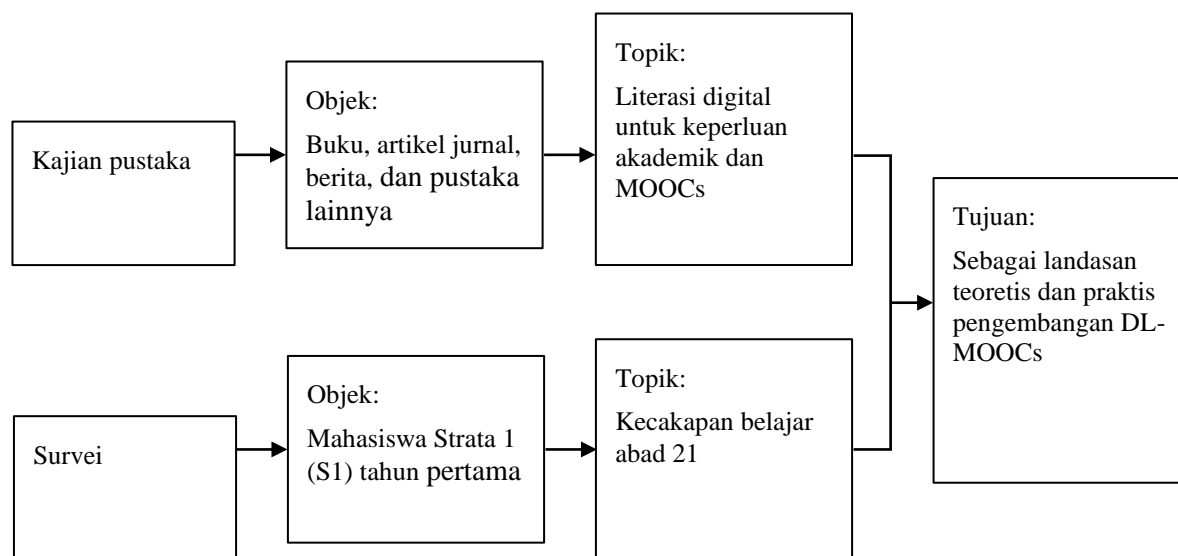 Kajian pustaka
Objek:
Buku, artikel jurnal,
berita, dan pustaka
lainnya
Topik:
Literasi digital
untuk keperluan
akademik dan
MOOCs
Survei
Objek:
Mahasiswa Strata 1
(S1) tahun pertama
Topik:
Kecakapan belajar
abad 21
Tujuan:
Sebagai landasan
teoretis dan praktis
pengembangan DL-
MOOCs